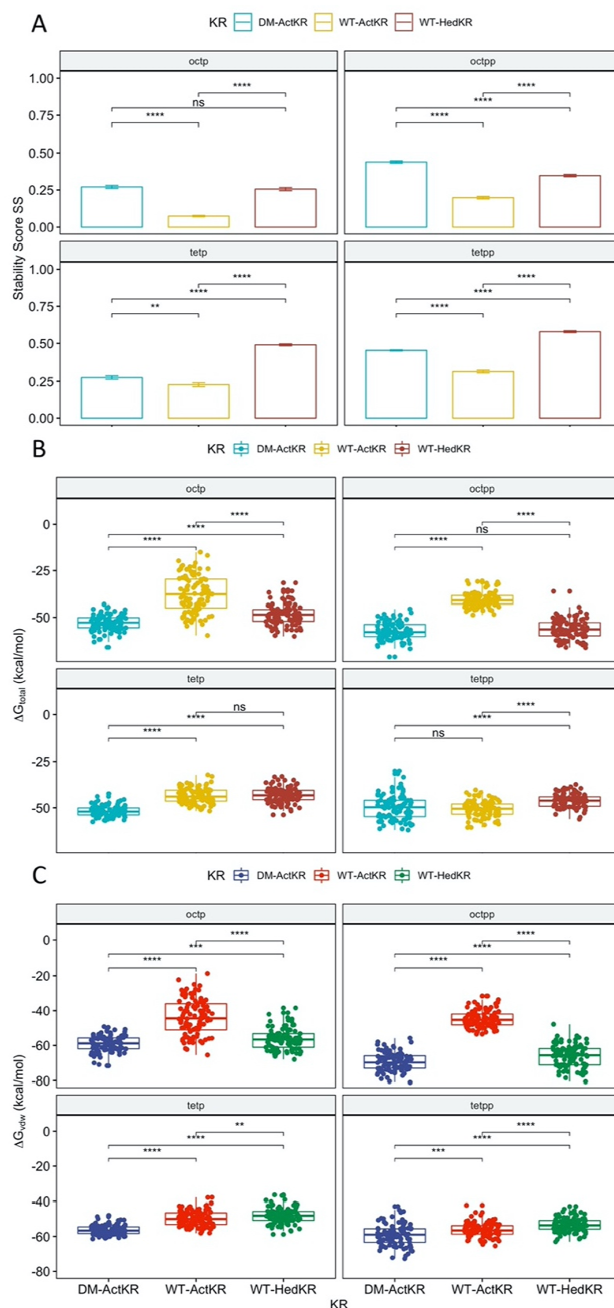 A
KR DM-ActKR WT-ActKR WT-HedKR
octp octpp
1.00
0.75
0.50
0.25
0.00
**** ns ****
**** **** ****
tetp tetpp
1.00
0.75
0.50
0.25
0.00
**** **** **
**** **** ****
Stability Score SS
B
KR DM-ActKR WT-ActKR WT-HedKR
octp octpp
0
-25
-50
**** **** ****
**** ns ****
tetp tetpp
0
-25
-50
ns **** ****
**** **** ns
ΔGtotal (kcal/mol)
C
KR DM-ActKR WT-ActKR WT-HedKR
octp octpp
0
-20
-40
-60
-80
**** *** ****
**** **** ****
tetp tetpp
0
-20
-40
-60
-80
** **** ****
**** **** ***
ΔGvdw (kcal/mol)
DM-ActKR WT-ActKR WT-HedKR DM-ActKR WT-ActKR WT-HedKR
KR